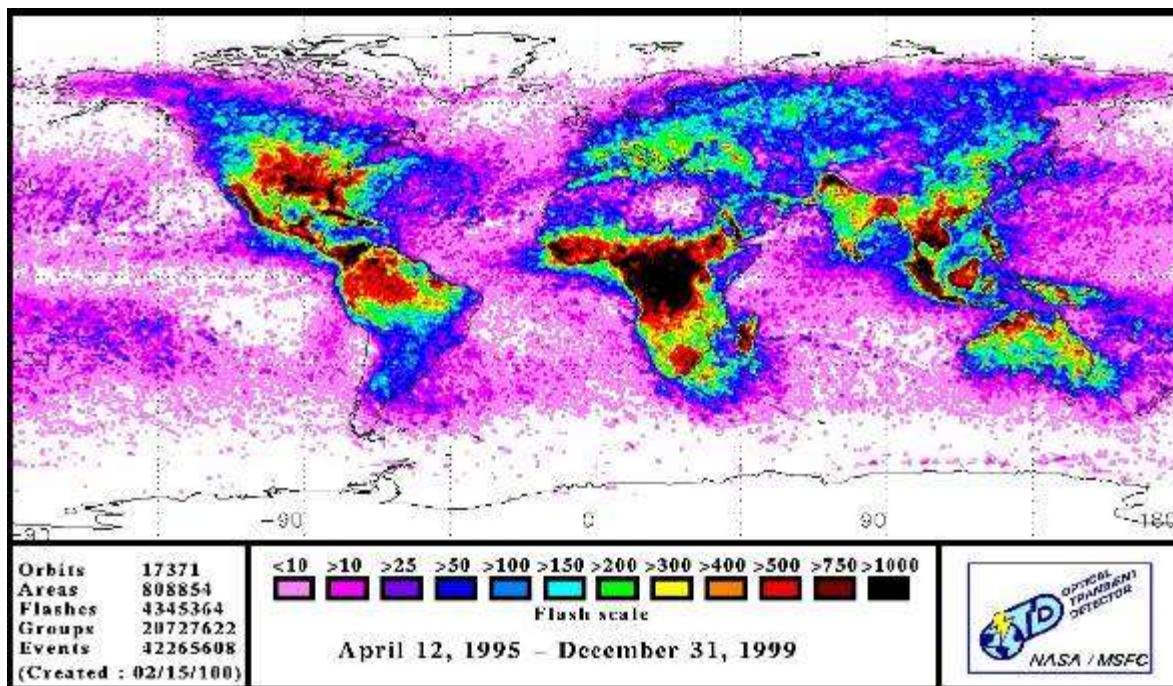 -90 0 90 180
-90
Orbits 17371
Areas 808854
Flashes 4345364
Groups 20727622
Events 42265608
(Created : 02/15/100)
<10 >10 >25 >50 >100 >150 >200 >300 >400 >500 >750 >1000
Flash scale
April 12, 1995 - December 31, 1999
OPTICAL
TRANSIENT
DETECTOR
OTD
NASA / MSFC